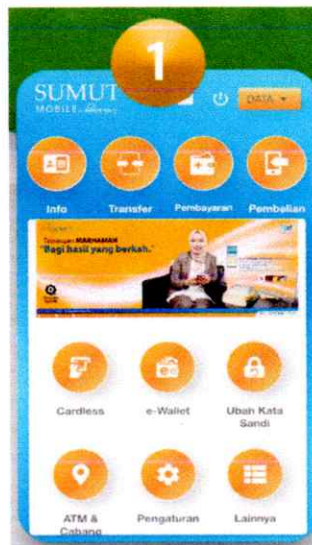 1
SUMUT
MOBILE
DATA
Info Transfer Pembayaran Pembelian
Tabungan MARHAMAH
"Bagi hasil yang berkah."
Cardless e-Wallet Ubah Kata
Sandi
ATM & Pengaturan Lainnya
Cabang